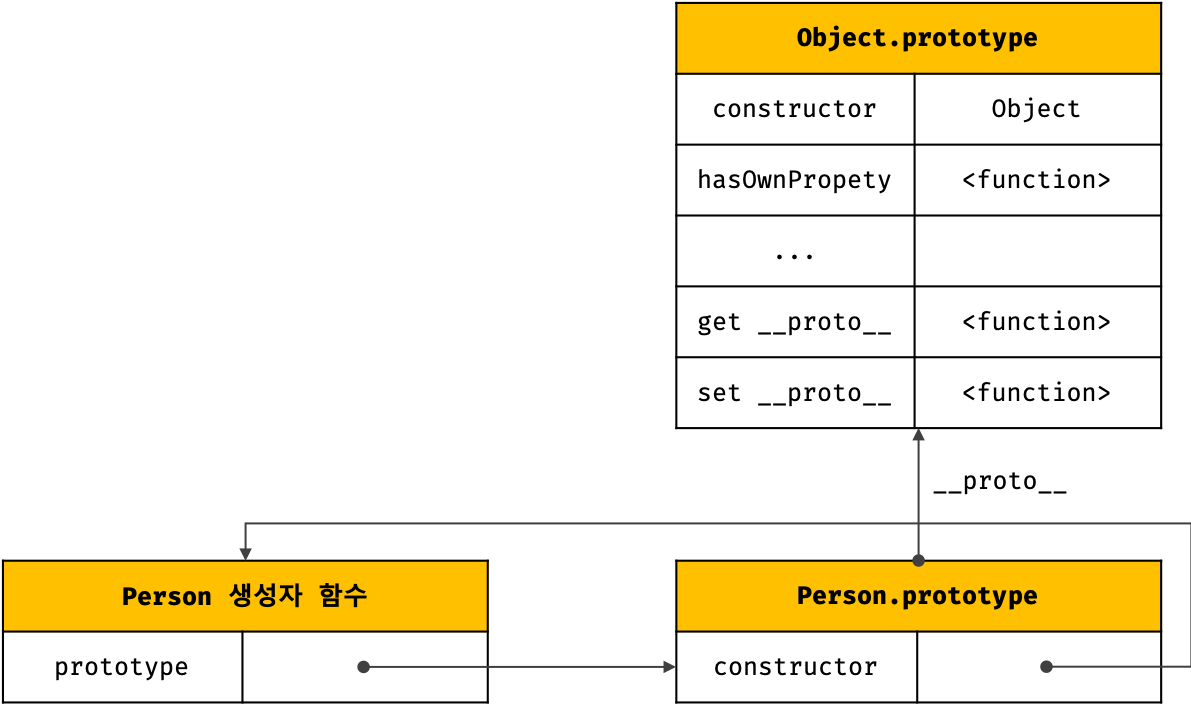 Object.prototype
constructor Object
hasOwnPropety <function>
...
get __proto__ <function>
set __proto__ <function>
__proto__
Person 생성자 함수
prototype
Person.prototype
constructor